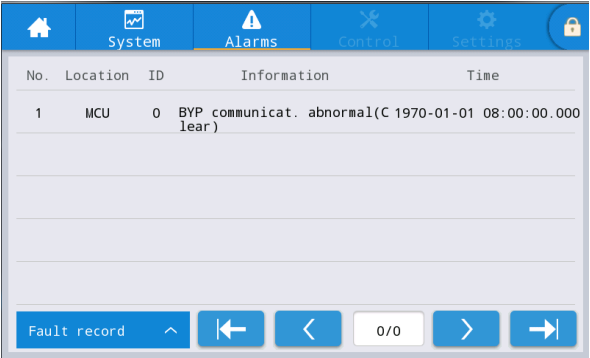 System Alarms Control Settings
No. Location ID Information Time
1 MCU 0 BYP communicat. abnormal(C 1970-01-01 08:00:00.000
lear)
Fault record 0/0